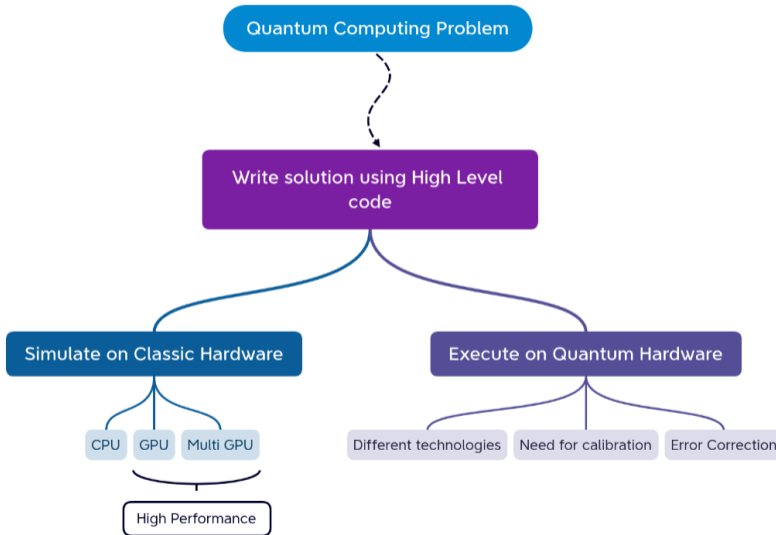 Quantum Computing Problem
Write solution using High Level
code
Simulate on Classic Hardware
Execute on Quantum Hardware
CPU
GPU
Multi GPU
Different technologies
Need for calibration
Error Correction
High Performance